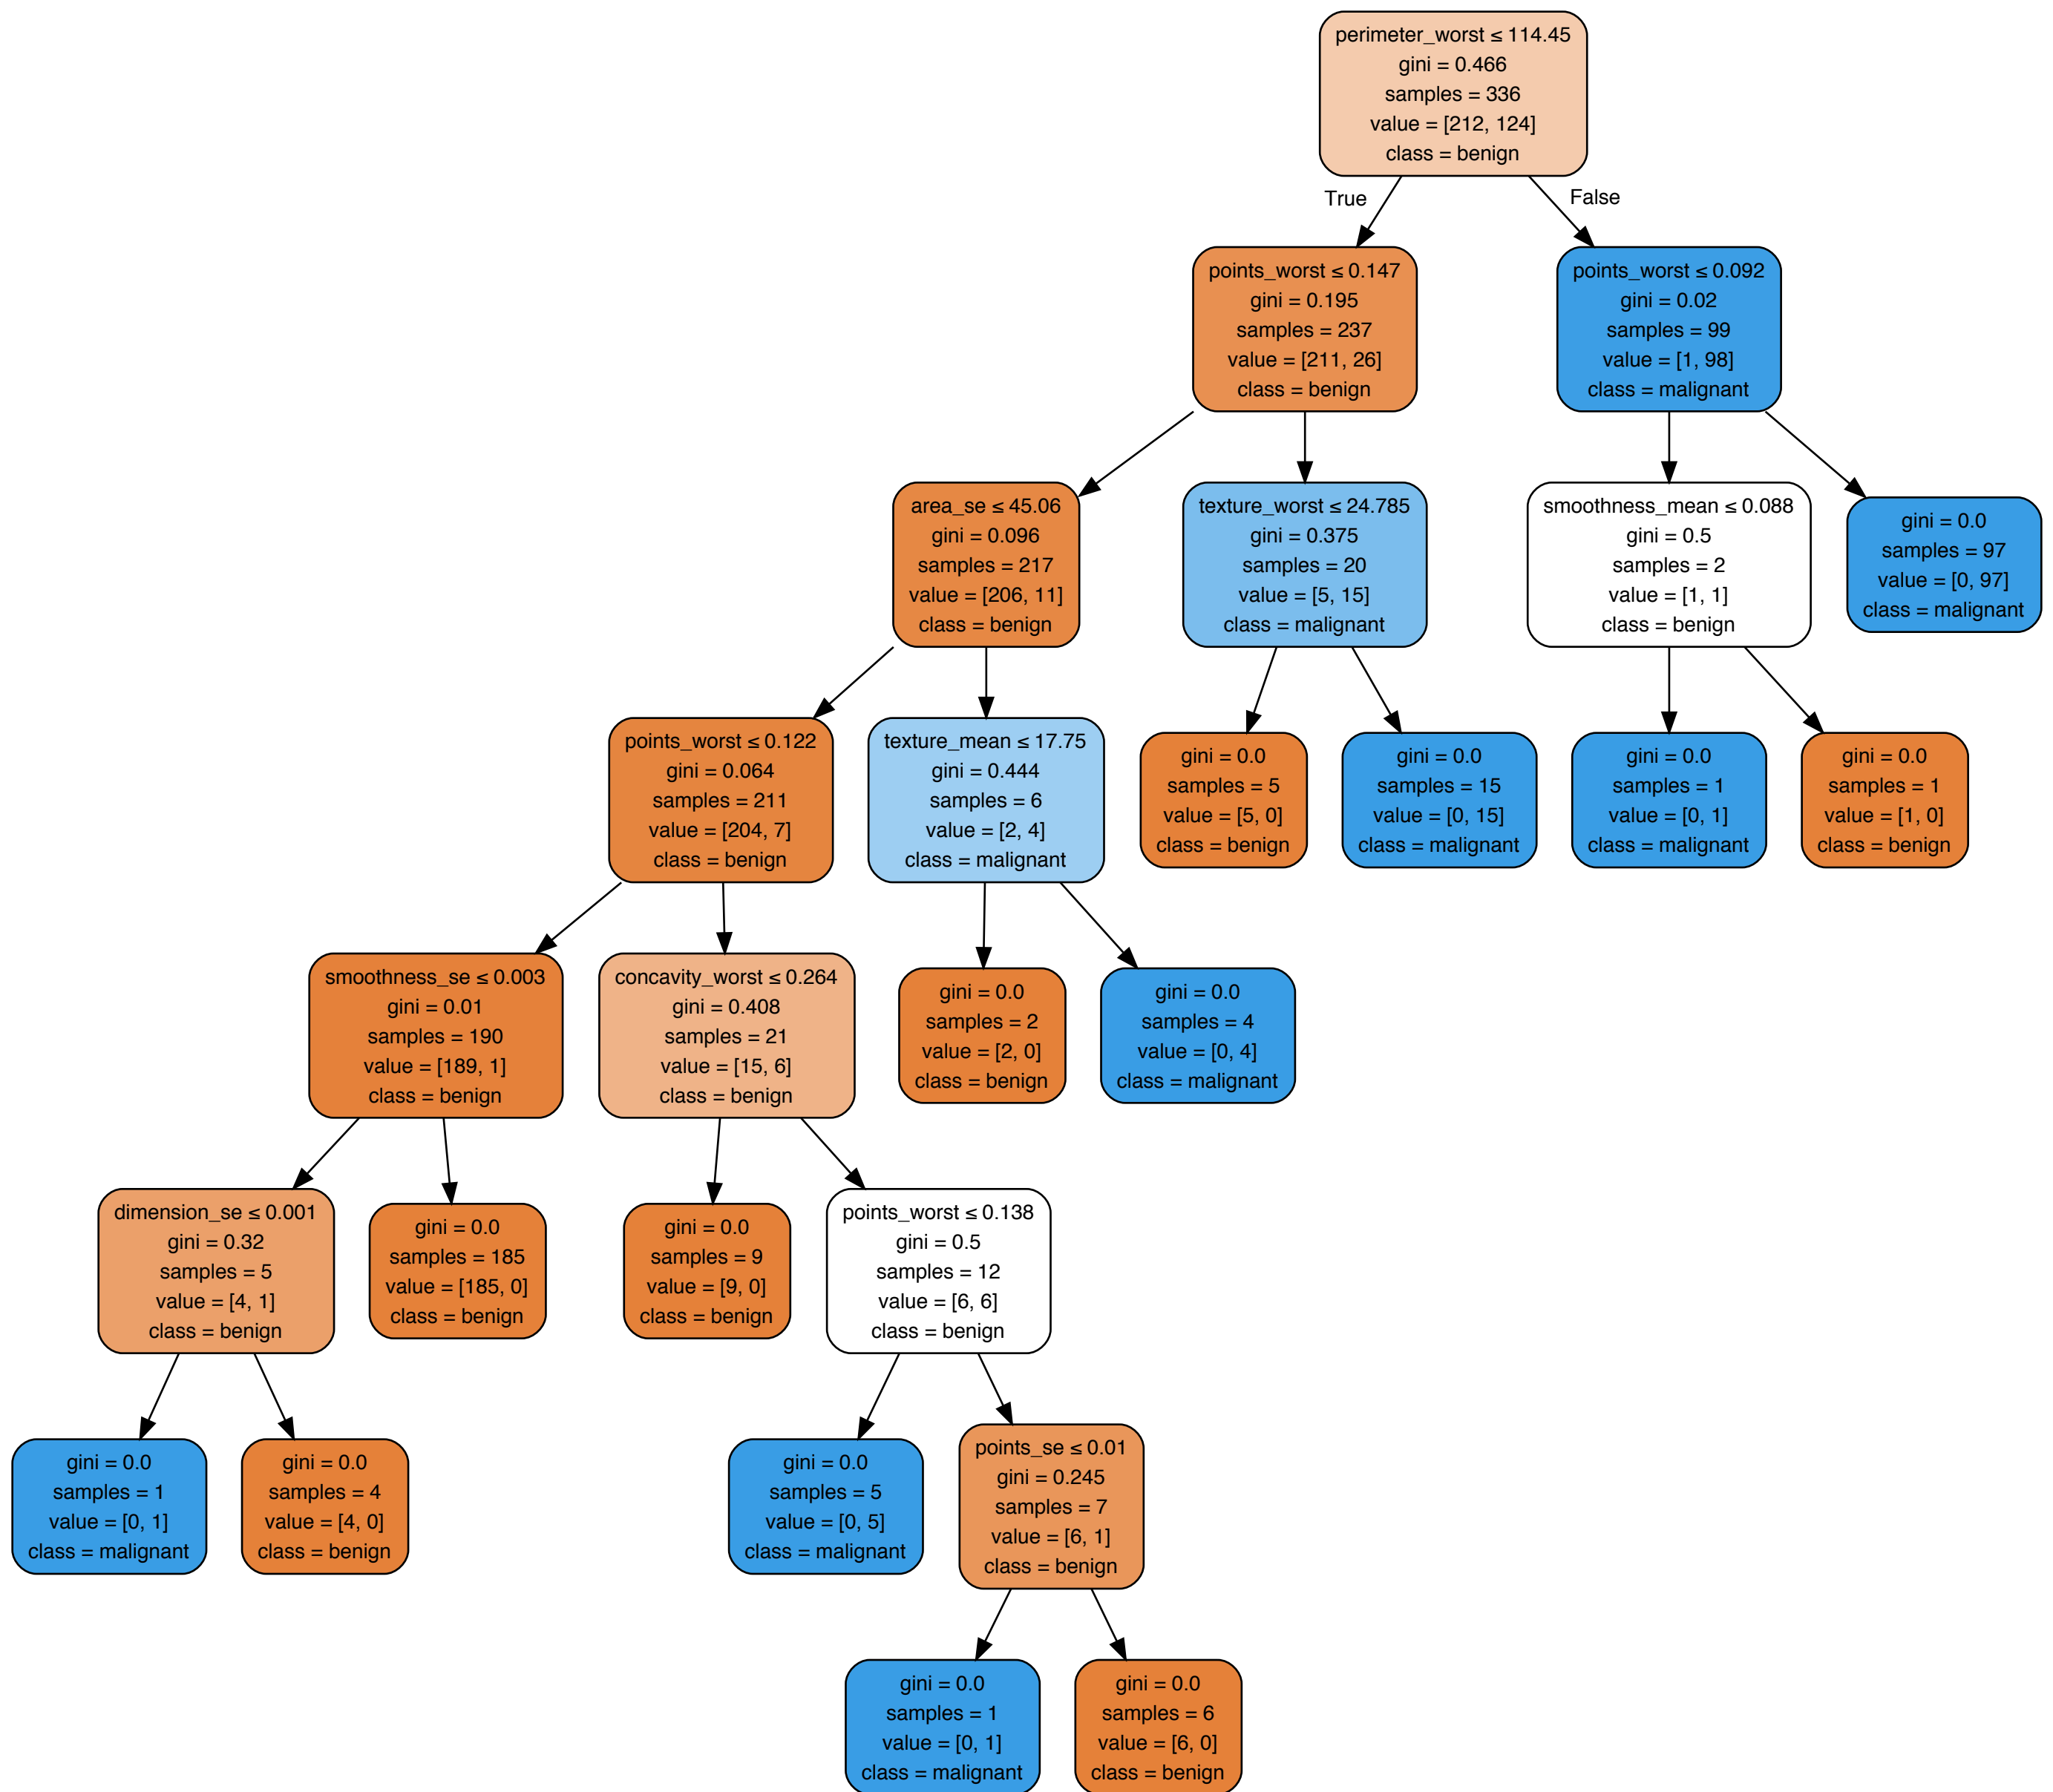 perimeter_worst ≤ 114.45
gini = 0.466
samples = 336
value = [212, 124]
class = benign
True
False
points_worst ≤ 0.147
gini = 0.195
samples = 237
value = [211, 26]
class = benign
points_worst ≤ 0.092
gini = 0.02
samples = 99
value = [1, 98]
class = malignant
area_se ≤ 45.06
gini = 0.096
samples = 217
value = [206, 11]
class = benign
texture_worst ≤ 24.785
gini = 0.375
samples = 20
value = [5, 15]
class = malignant
smoothness_mean ≤ 0.088
gini = 0.5
samples = 2
value = [1, 1]
class = benign
gini = 0.0
samples = 97
value = [0, 97]
class = malignant
points_worst ≤ 0.122
gini = 0.064
samples = 211
value = [204, 7]
class = benign
texture_mean ≤ 17.75
gini = 0.444
samples = 6
value = [2, 4]
class = malignant
gini = 0.0
samples = 5
value = [5, 0]
class = benign
gini = 0.0
samples = 15
value = [0, 15]
class = malignant
gini = 0.0
samples = 1
value = [0, 1]
class = malignant
gini = 0.0
samples = 1
value = [1, 0]
class = benign
smoothness_se ≤ 0.003
gini = 0.01
samples = 190
value = [189, 1]
class = benign
concavity_worst ≤ 0.264
gini = 0.408
samples = 21
value = [15, 6]
class = benign
gini = 0.0
samples = 2
value = [2, 0]
class = benign
gini = 0.0
samples = 4
value = [0, 4]
class = malignant
dimension_se ≤ 0.001
gini = 0.32
samples = 5
value = [4, 1]
class = benign
gini = 0.0
samples = 185
value = [185, 0]
class = benign
gini = 0.0
samples = 9
value = [9, 0]
class = benign
points_worst ≤ 0.138
gini = 0.5
samples = 12
value = [6, 6]
class = benign
gini = 0.0
samples = 1
value = [0, 1]
class = malignant
gini = 0.0
samples = 4
value = [4, 0]
class = benign
gini = 0.0
samples = 5
value = [0, 5]
class = malignant
points_se ≤ 0.01
gini = 0.245
samples = 7
value = [6, 1]
class = benign
gini = 0.0
samples = 1
value = [0, 1]
class = malignant
gini = 0.0
samples = 6
value = [6, 0]
class = benign